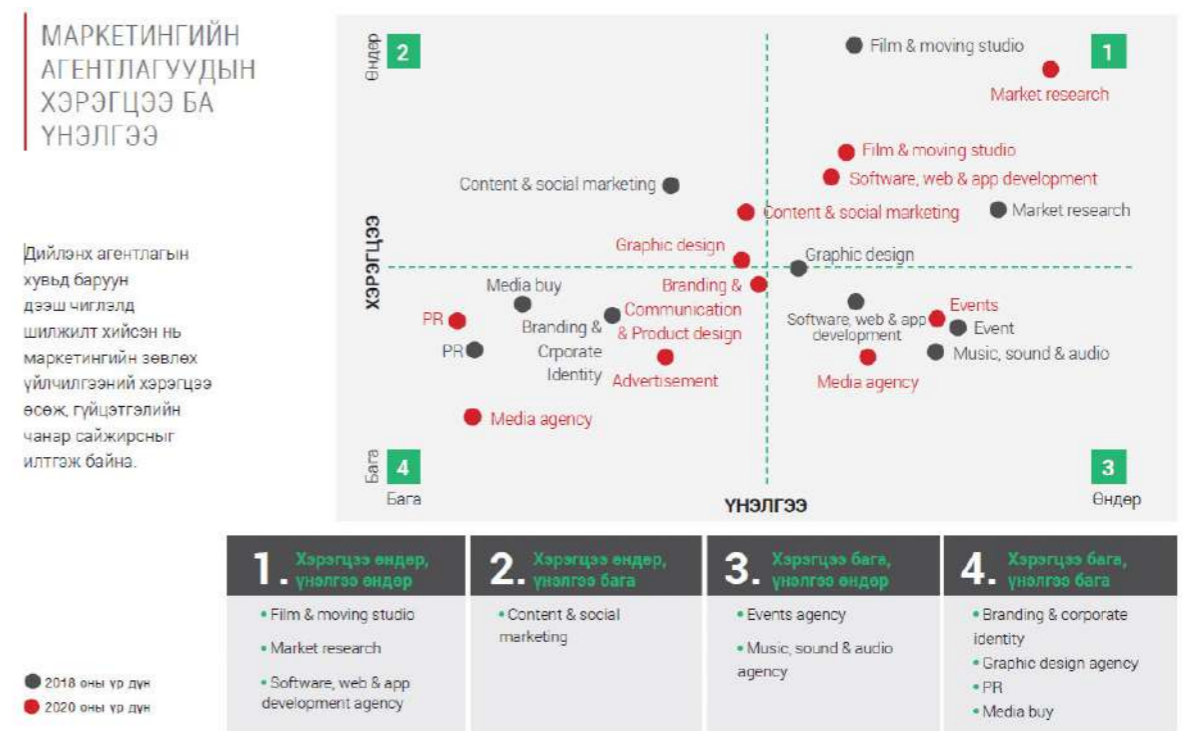 МАРКЕТИНГИЙН
АГЕНТЛАГУУДЫН
ХЭРЭГЦЭЭ БА
ҮНЭЛГЭЭ
Дийлэнх агентлагын
хувьд баруун
дээш чиглэлд
шилжилт хийсэн нь
маркетингийн зөвлөх
үйлчилгээний хэрэгцээ
өсөж, гүйцэтгэлийн
чанар сайжирсныг
илтгэж байна.
2018 оны үр дүн
2020 оны үр дүн
Өндөр
2
1
Film & moving studio
Market research
Film & moving studio
Software, web & app development
Content & social marketing
Content & social marketing
Market research
Graphic design
Graphic design
ХЭРЭГЦЭЭ
Media buy
Branding &
Communication
& Product design
PR
PR
Branding &
Crporate
Identity
Advertisement
Software, web & app
development
Events
Event
Music, sound & audio
Media agency
Media agency
Бага
4
3
Бага
ҮНЭЛГЭЭ
Өндөр
1. Хэрэгцээ өндөр,
үнэлгээ өндөр
• Film & moving studio
• Market research
• Software, web & app
development agency
2. Хэрэгцээ өндөр,
үнэлгээ бага
• Content & social
marketing
3. Хэрэгцээ бага,
үнэлгээ өндөр
• Events agency
• Music, sound & audio
agency
4. Хэрэгцээ бага,
үнэлгээ бага
• Branding & corporate
identity
• Graphic design agency
• PR
• Media buy